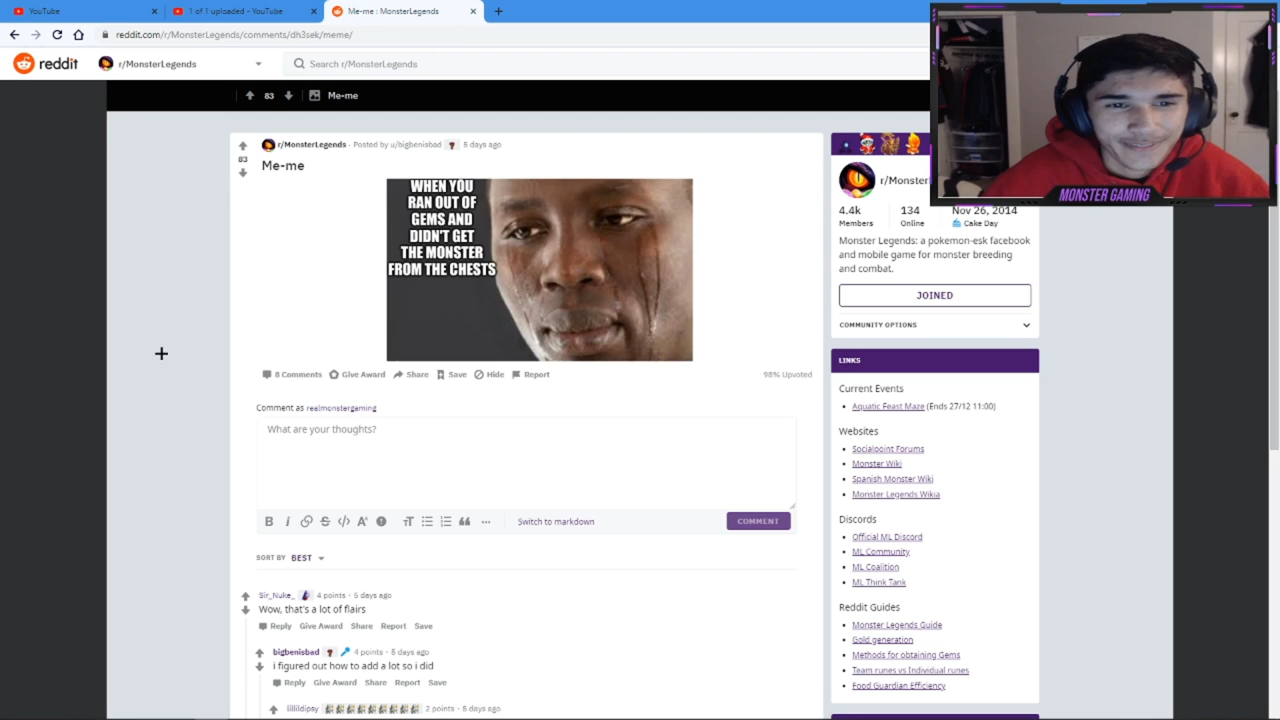 YouTube
1 of 1 uploaded - YouTube
Me-me : MonsterLegends
reddit.com/r/MonsterLegends/comments/dh3sek/meme/
reddit
r/MonsterLegends
Search r/MonsterLegends
83
Me-me
r/MonsterLegends · Posted by u/bigbenisbad 5 days ago
83
Me-me
WHEN YOU
RAN OUT OF
GEMS AND
DIDN'T GET
THE MONSTER
FROM THE CHESTS
8 Comments Give Award Share Save Hide Report
98% Upvoted
Comment as realmonstergaming
What are your thoughts?
Switch to markdown
COMMENT
SORT BY BEST
Sir_Nuke_ 4 points · 5 days ago
Wow, that's a lot of flairs
Reply Give Award Share Report Save
bigbenisbad 4 points · 5 days ago
i figured out how to add a lot so i did
Reply Give Award Share Report Save
lillildipsy 2 points · 5 days ago
MONSTER GAMING
r/Monster
4.4k 134 Nov 26, 2014
Members Online Cake Day
Monster Legends: a pokemon-esk facebook
and mobile game for monster breeding
and combat.
JOINED
COMMUNITY OPTIONS
LINKS
Current Events
Aquatic Feast Maze (Ends 27/12 11:00)
Websites
Socialpoint Forums
Monster Wiki
Spanish Monster Wiki
Monster Legends Wikia
Discords
Official ML Discord
ML Community
ML Coalition
ML Think Tank
Reddit Guides
Monster Legends Guide
Gold generation
Methods for obtaining Gems
Team runes vs Individual runes
Food Guardian Efficiency